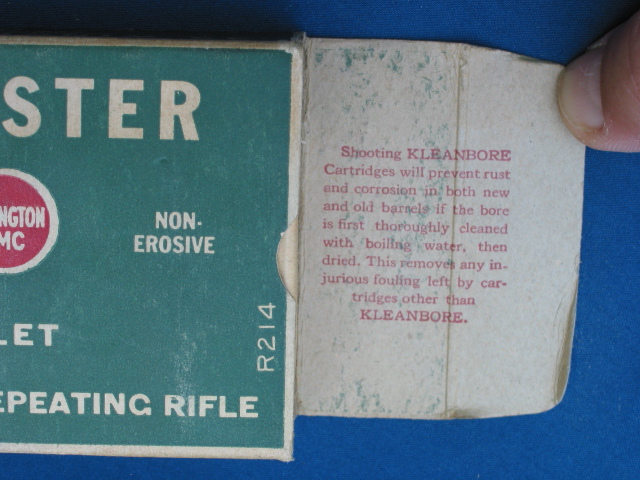 STER
NGTON
MC
NON-
EROSIVE
LET
R214
EPEATING RIFLE
Shooting KLEANBORE
Cartridges will prevent rust
and corrosion in both new
and old barrels if the bore
is first thoroughly cleaned
with boiling water, then
dried. This removes any in-
jurious fouling left by car-
tridges other than
KLEANBORE.